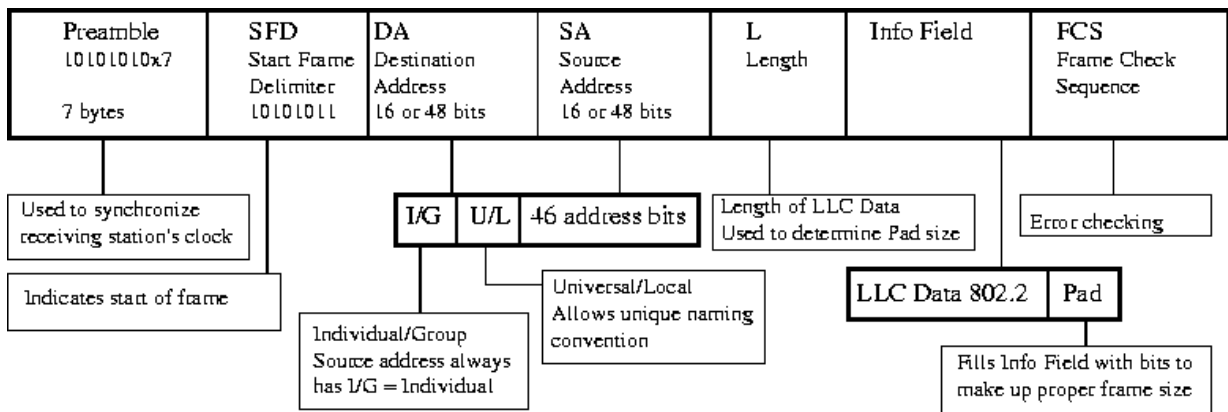 Preamble
10101010x7
7 bytes
SFD
Start Frame
Delimiter
10101011
DA
Destination
Address
16 or 48 bits
SA
Source
Address
16 or 48 bits
L
Length
Info Field
FCS
Frame Check
Sequence
Used to synchronize
receiving station's clock
I/G
U/L
46 address bits
Length of LLC Data
Used to determine Pad size
Error checking
Indicates start of frame
Universal/Local
Allows unique naming
convention
LLC Data 802.2
Pad
Individual/Group
Source address always
has I/G = Individual
Fills Info Field with bits to
make up proper frame size